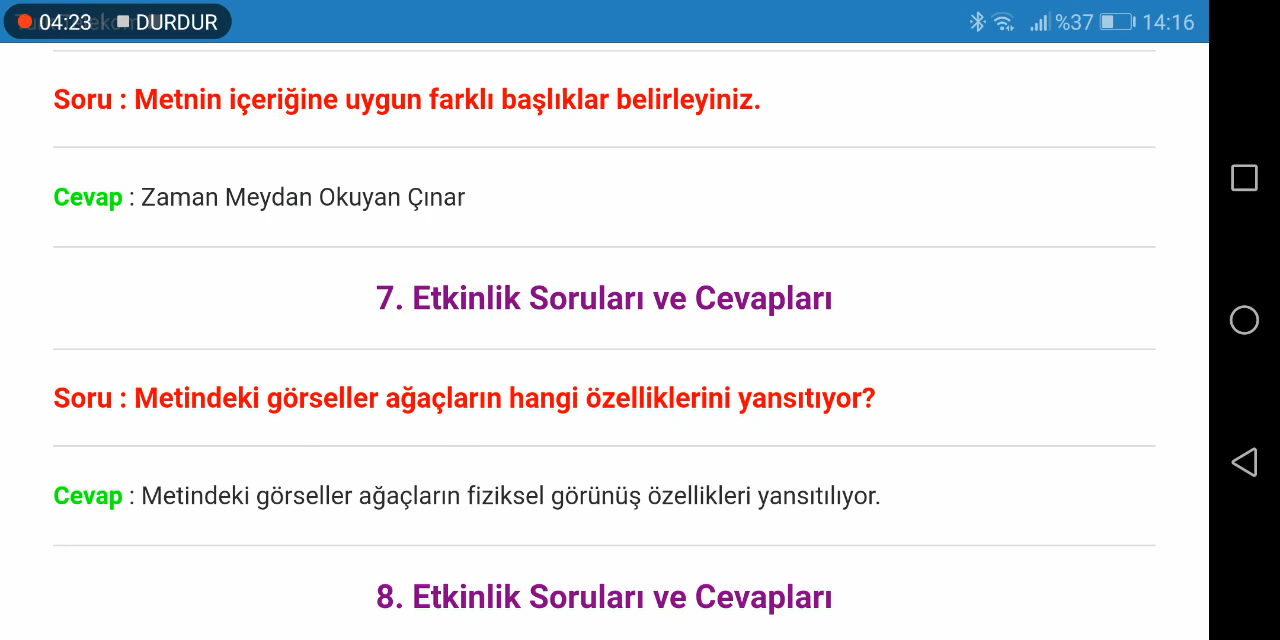 04:23 DURDUR %37 14:16
Soru : Metnin içeriğine uygun farklı başlıklar belirleyiniz.
Cevap : Zaman Meydan Okuyan Çınar
7. Etkinlik Soruları ve Cevapları
Soru : Metindeki görseller ağaçların hangi özelliklerini yansıtıyor?
Cevap : Metindeki görseller ağaçların fiziksel görünüş özellikleri yansıtılıyor.
8. Etkinlik Soruları ve Cevapları